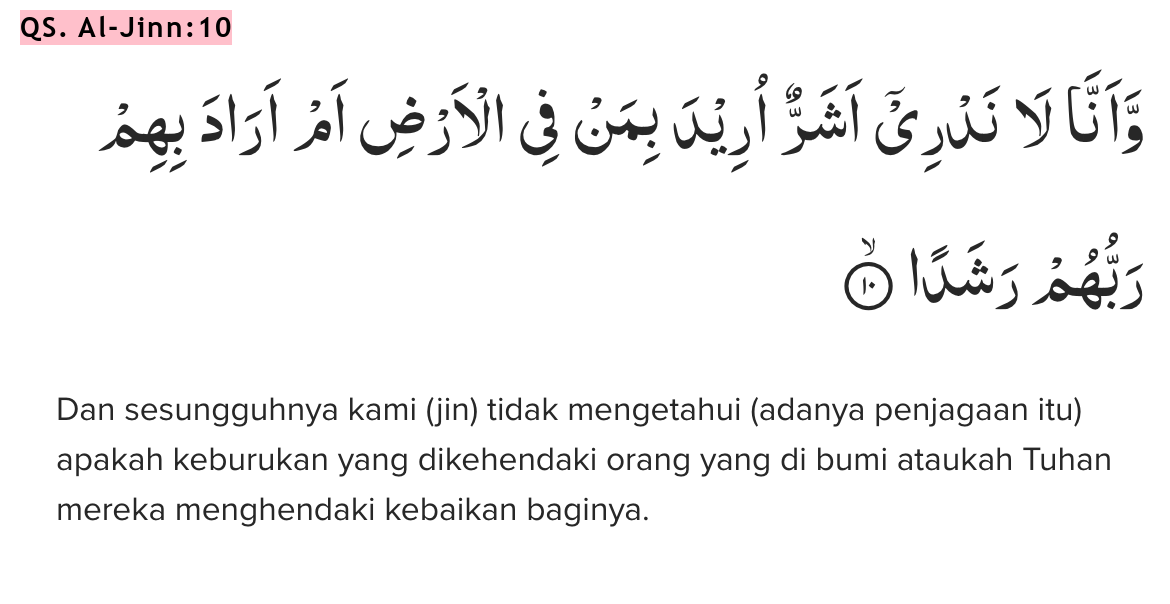 QS. Al-Jinn:10
وَّاَنَّا لَا نَدْرِيْٓ اَشَرٌّ اُرِيْدَ بِمَنْ فِى الْاَرْضِ اَمْ اَرَادَ بِهِمْ
رَبُّهُمْ رَشَدًا ۙ ١٠
Dan sesungguhnya kami (jin) tidak mengetahui (adanya penjagaan itu)
apakah keburukan yang dikehendaki orang yang di bumi ataukah Tuhan
mereka menghendaki kebaikan baginya.